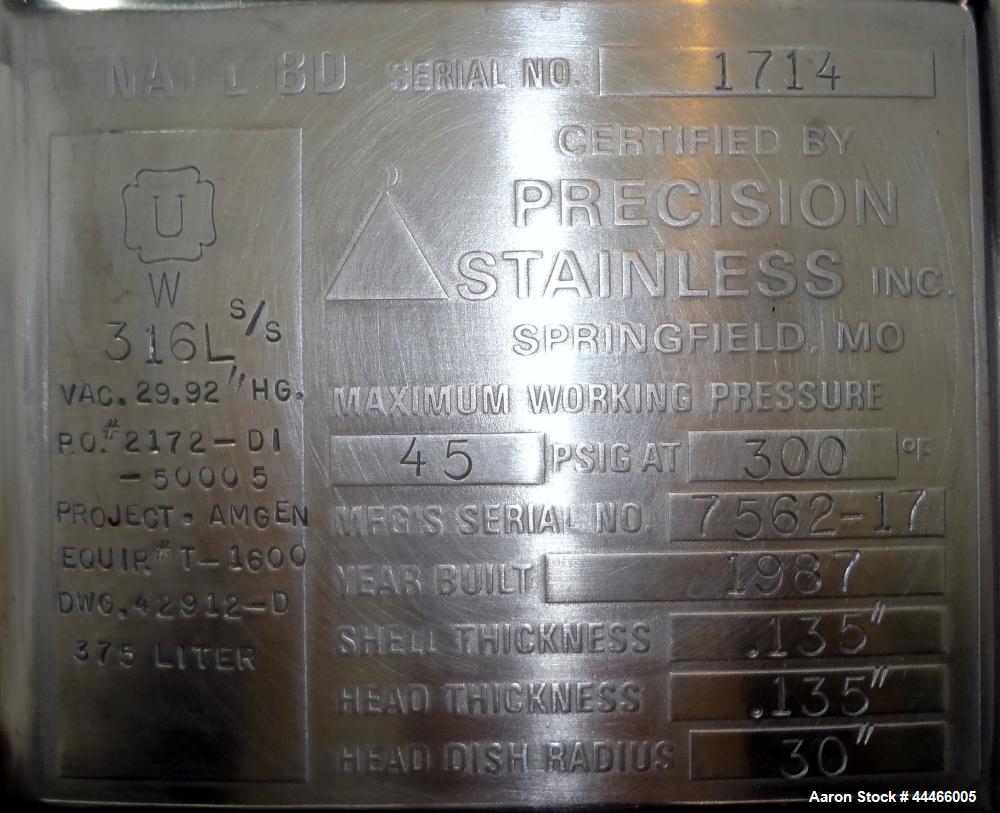 NAT'L BD SERIAL NO. 1714
U
W
316L S/S
VAC. 29.92" HG.
P.O.# 2172-D1
-50005
PROJECT- AMGEN
EQUIP.# T-1600
DWG. 42912-D
375 LITER
CERTIFIED BY
PRECISION
STAINLESS INC.
SPRINGFIELD, MO
MAXIMUM WORKING PRESSURE
45 PSIG AT 300 °F
MFG'S SERIAL NO. 7562-17
YEAR BUILT 1987
SHELL THICKNESS .135"
HEAD THICKNESS .135"
HEAD DISH RADIUS 30"
Aaron Stock # 44466005